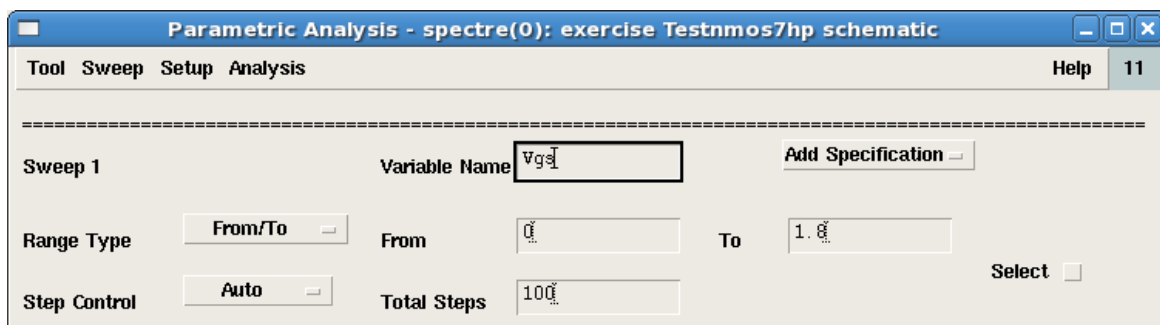 Parametric Analysis - spectre(0): exercise Testnmos7hp schematic
Tool Sweep Setup Analysis Help 11
=======================================================================================================
Sweep 1 Variable Name Vgs Add Specification
Range Type From/To From 0 To 1.8
Select
Step Control Auto Total Steps 100